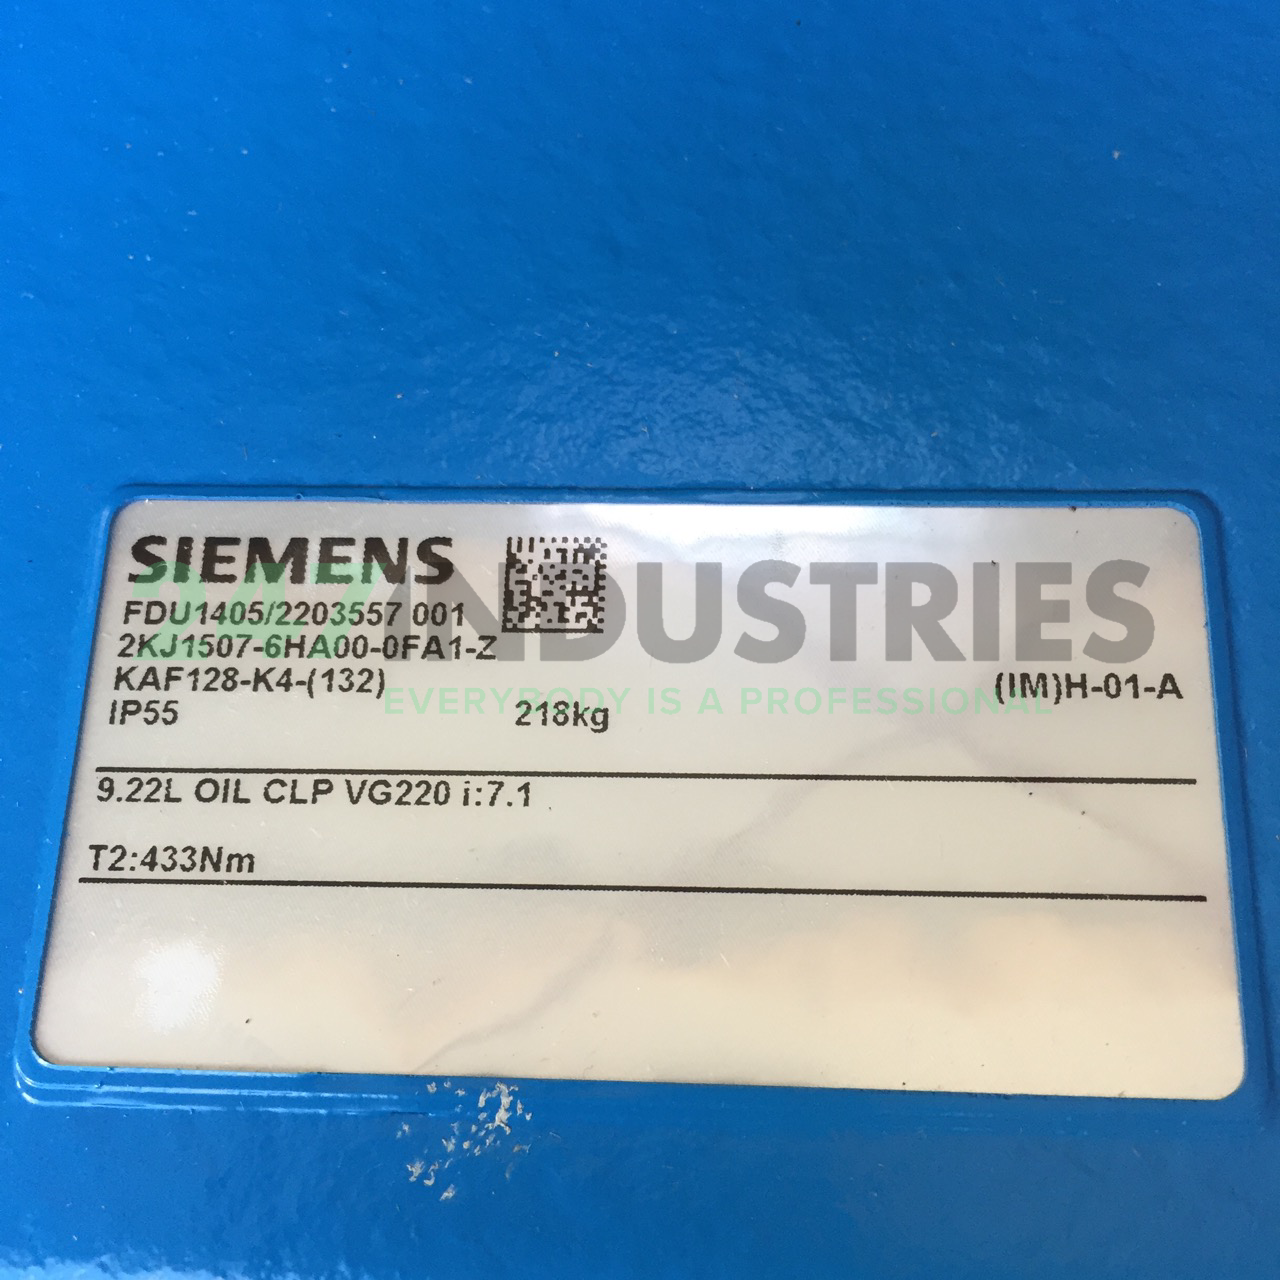 SIEMENS
FDU1405/2203557 001
2KJ1507-6HA00-0FA1-Z
KAF128-K4-(132)
(IM)H-01-A
IP55 218kg
9.22L OIL CLP VG220 i:7.1
T2:433Nm
247INDUSTRIES
EVERYBODY IS A PROFESSIONAL